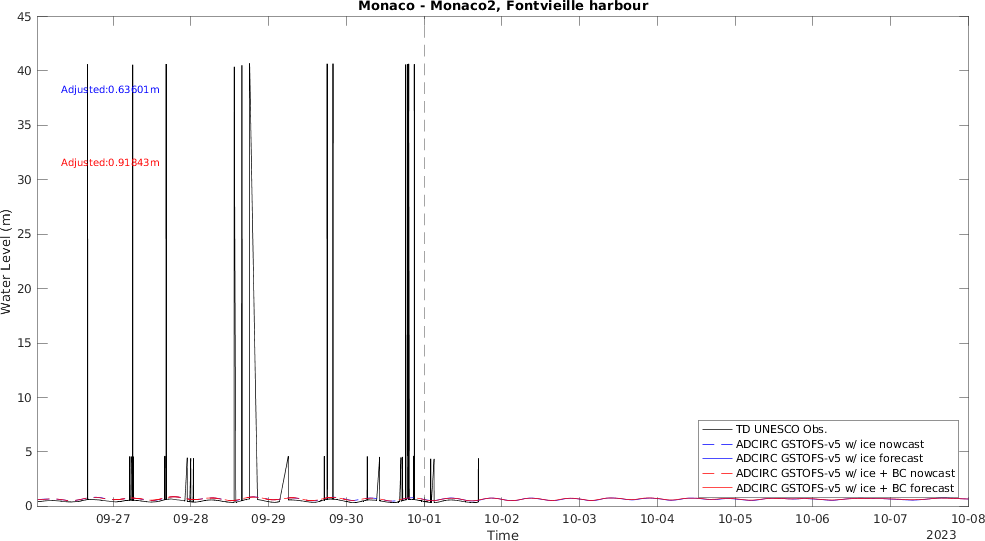 Monaco - Monaco2, Fontvieille harbour
45
40
35
30
25
20
15
10
5
0
Water Level (m)
Adjusted:0.63601m
Adjusted:0.91843m
TD UNESCO Obs.
ADCIRC GSTOFS-v5 w/ ice nowcast
ADCIRC GSTOFS-v5 w/ ice forecast
ADCIRC GSTOFS-v5 w/ ice + BC nowcast
ADCIRC GSTOFS-v5 w/ ice + BC forecast
09-27 09-28 09-29 09-30 10-01 10-02 10-03 10-04 10-05 10-06 10-07 10-08
Time
2023